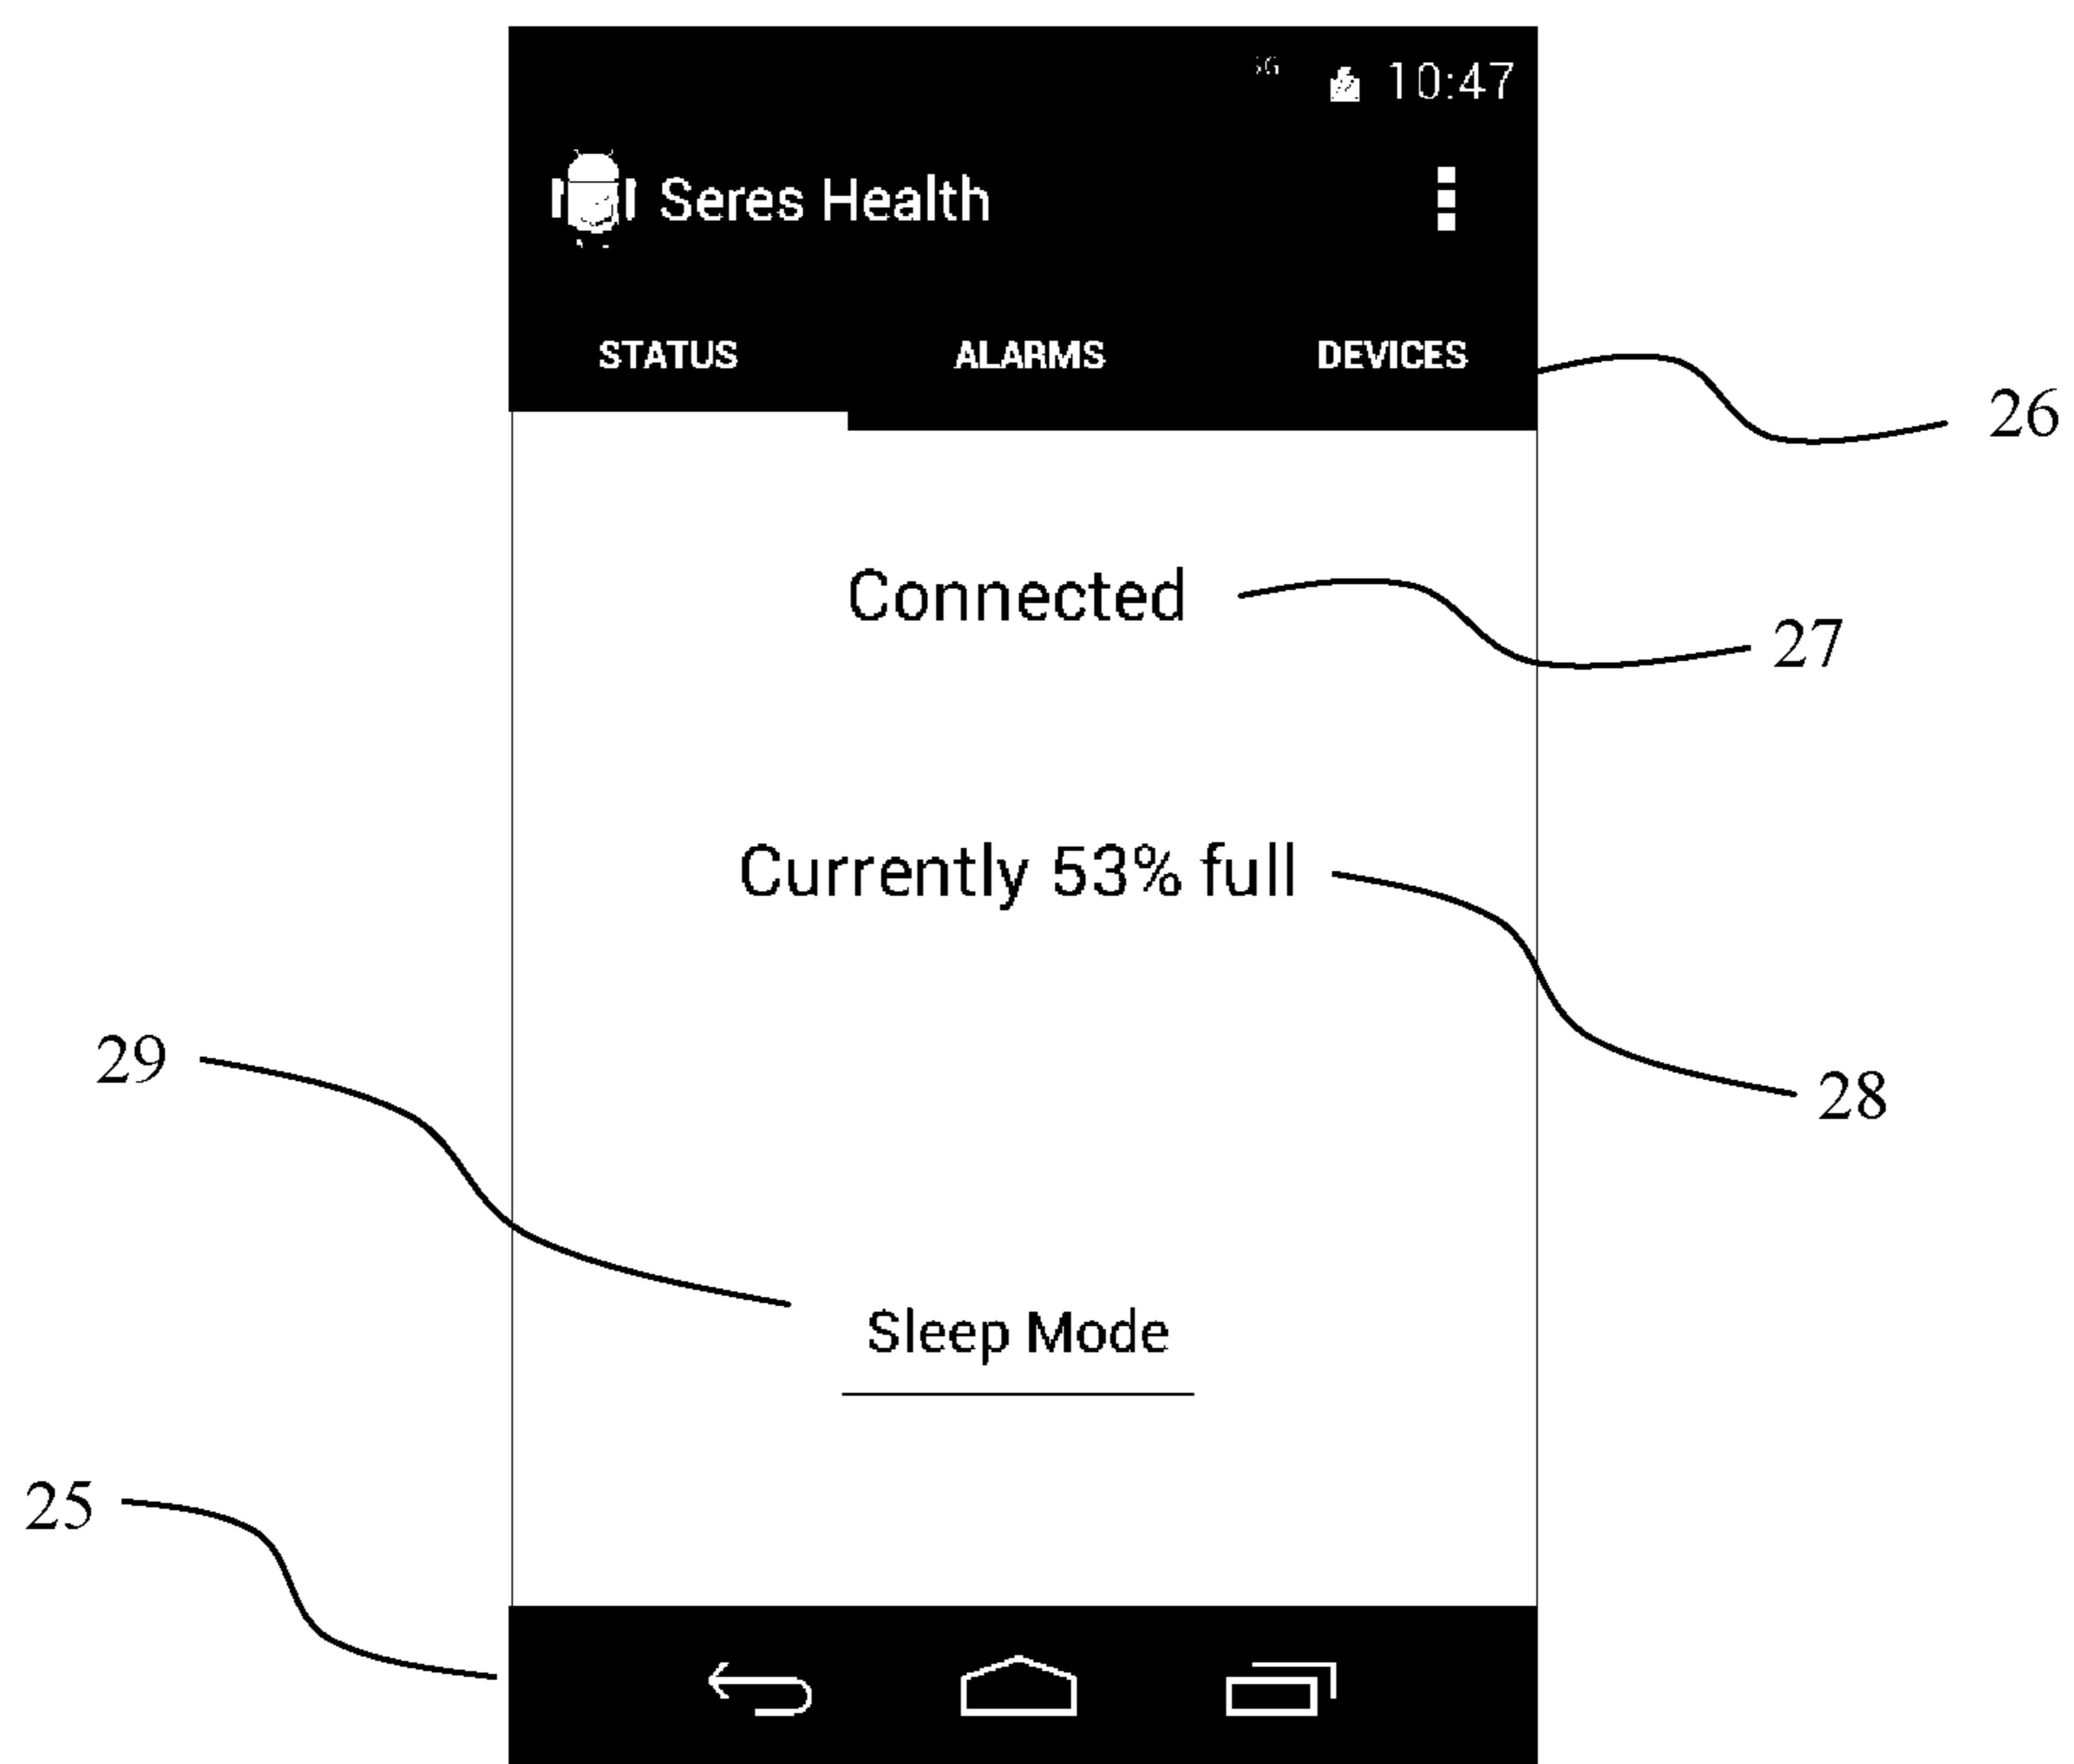 10:47
Seres Health
STATUS ALARMS DEVICES
26
Connected
27
Currently 53% full
29
28
Sleep Mode
25